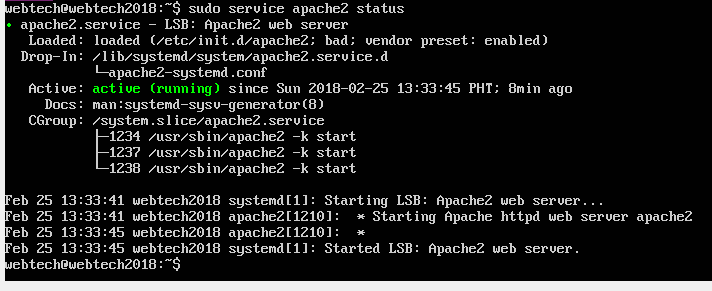 webtech@webtech2018:~$ sudo service apache2 status
● apache2.service - LSB: Apache2 web server
   Loaded: loaded (/etc/init.d/apache2; bad; vendor preset: enabled)
  Drop-In: /lib/systemd/system/apache2.service.d
           └─apache2-systemd.conf
   Active: active (running) since Sun 2018-02-25 13:33:45 PHT; 8min ago
     Docs: man:systemd-sysv-generator(8)
   CGroup: /system.slice/apache2.service
           ├─1234 /usr/sbin/apache2 -k start
           ├─1237 /usr/sbin/apache2 -k start
           └─1238 /usr/sbin/apache2 -k start
Feb 25 13:33:41 webtech2018 systemd[1]: Starting LSB: Apache2 web server...
Feb 25 13:33:41 webtech2018 apache2[1210]:  * Starting Apache httpd web server apache2
Feb 25 13:33:45 webtech2018 apache2[1210]:  *
Feb 25 13:33:45 webtech2018 systemd[1]: Started LSB: Apache2 web server.
webtech@webtech2018:~$